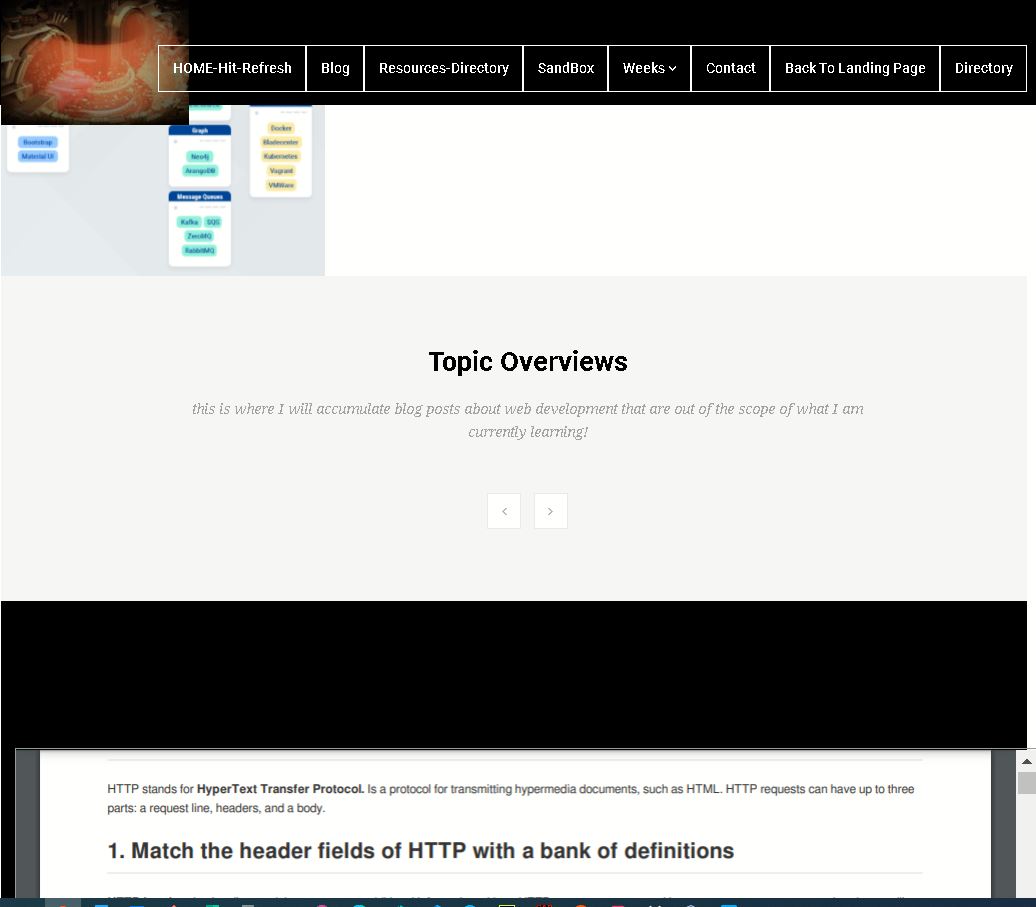 HOME-Hit-Refresh Blog Resources-Directory SandBox Weeks Contact Back To Landing Page Directory
Bootstrap
Material UI
Graph
Neo4j
ArangoDB
Message Queues
Kafka SQS
ZeroMQ
RabbitMQ
Docker
Bladecenter
Kubernetes
Vagrant
VMWare
Topic Overviews
this is where I will accumulate blog posts about web development that are out of the scope of what I am
currently learning!
HTTP stands for HyperText Transfer Protocol. Is a protocol for transmitting hypermedia documents, such as HTML. HTTP requests can have up to three
parts: a request line, headers, and a body.
1. Match the header fields of HTTP with a bank of definitions